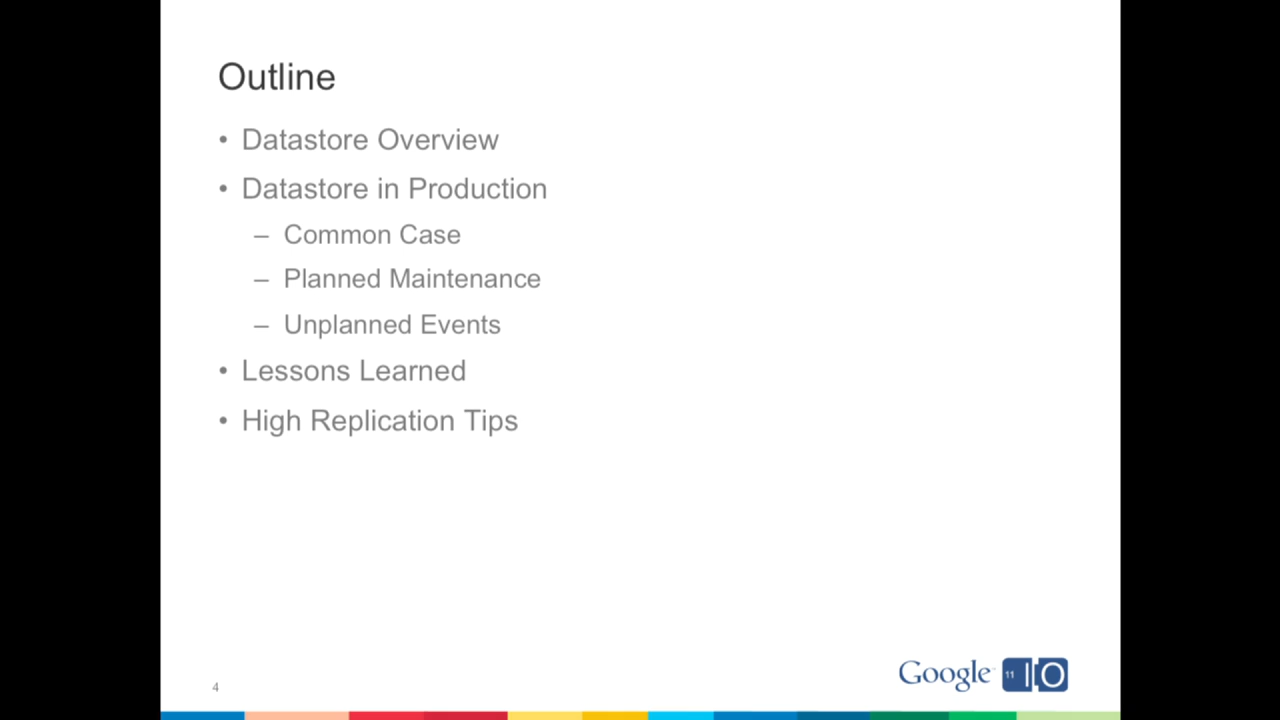 Outline
• Datastore Overview
• Datastore in Production
– Common Case
– Planned Maintenance
– Unplanned Events
• Lessons Learned
• High Replication Tips
4
Google 11 IO